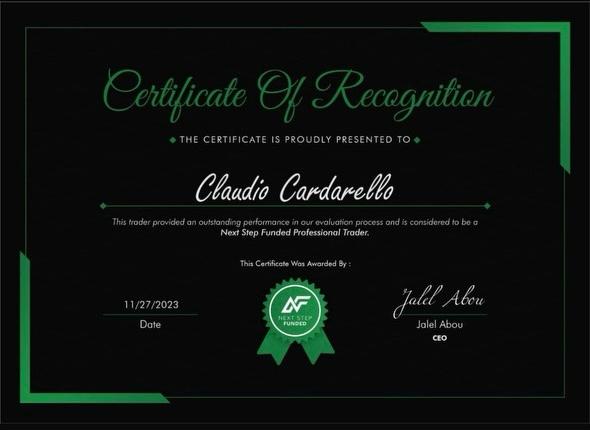 Certificate Of Recognition
THE CERTIFICATE IS PROUDLY PRESENTED TO
Claudio Cardarello
This trader provided an outstanding performance in our evaluation process and is considered to be a
Next Step Funded Professional Trader.
This Certificate Was Awarded By :
11/27/2023
Date
NF
NEXT STEP
FUNDED
Jalel Abou
Jalel Abou
CEO